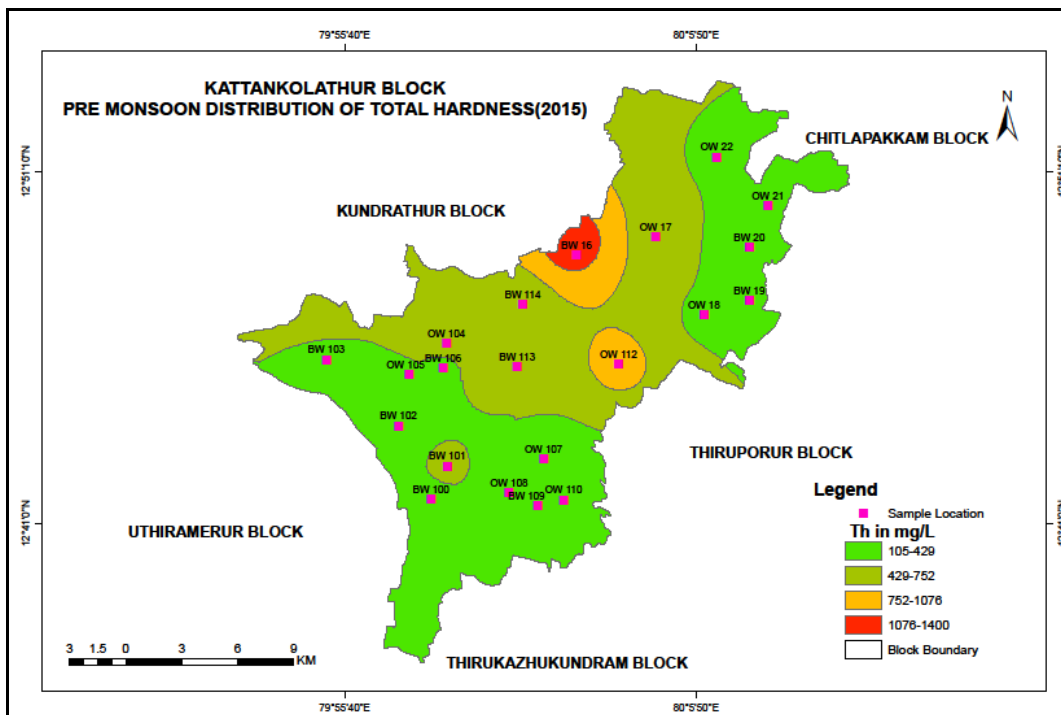 79°55'40"E
80°5'50"E
KATTANKOLATHUR BLOCK
PRE MONSOON DISTRIBUTION OF TOTAL HARDNESS(2015)
N
CHITLAPAKKAM BLOCK
OW 22
12°51'10"N
OW 21
KUNDRATHUR BLOCK
OW 17
BW 20
BW 16
BW 114
BW 19
OW 18
OW 104
BW 103
OW 105
BW 106
BW 113
OW 112
BW 102
BW 101
OW 107
THIRUPORUR BLOCK
BW 100
OW 108
BW 109
OW 110
Legend
Sample Location
Th in mg/L
105-429
429-752
752-1076
1076-1400
Block Boundary
UTHIRAMERUR BLOCK
12°41'0"N
12°41'0"N
3 1.5 0 3 6 9
KM
THIRUKAZHUKUNDRAM BLOCK
79°55'40"E
80°5'50"E